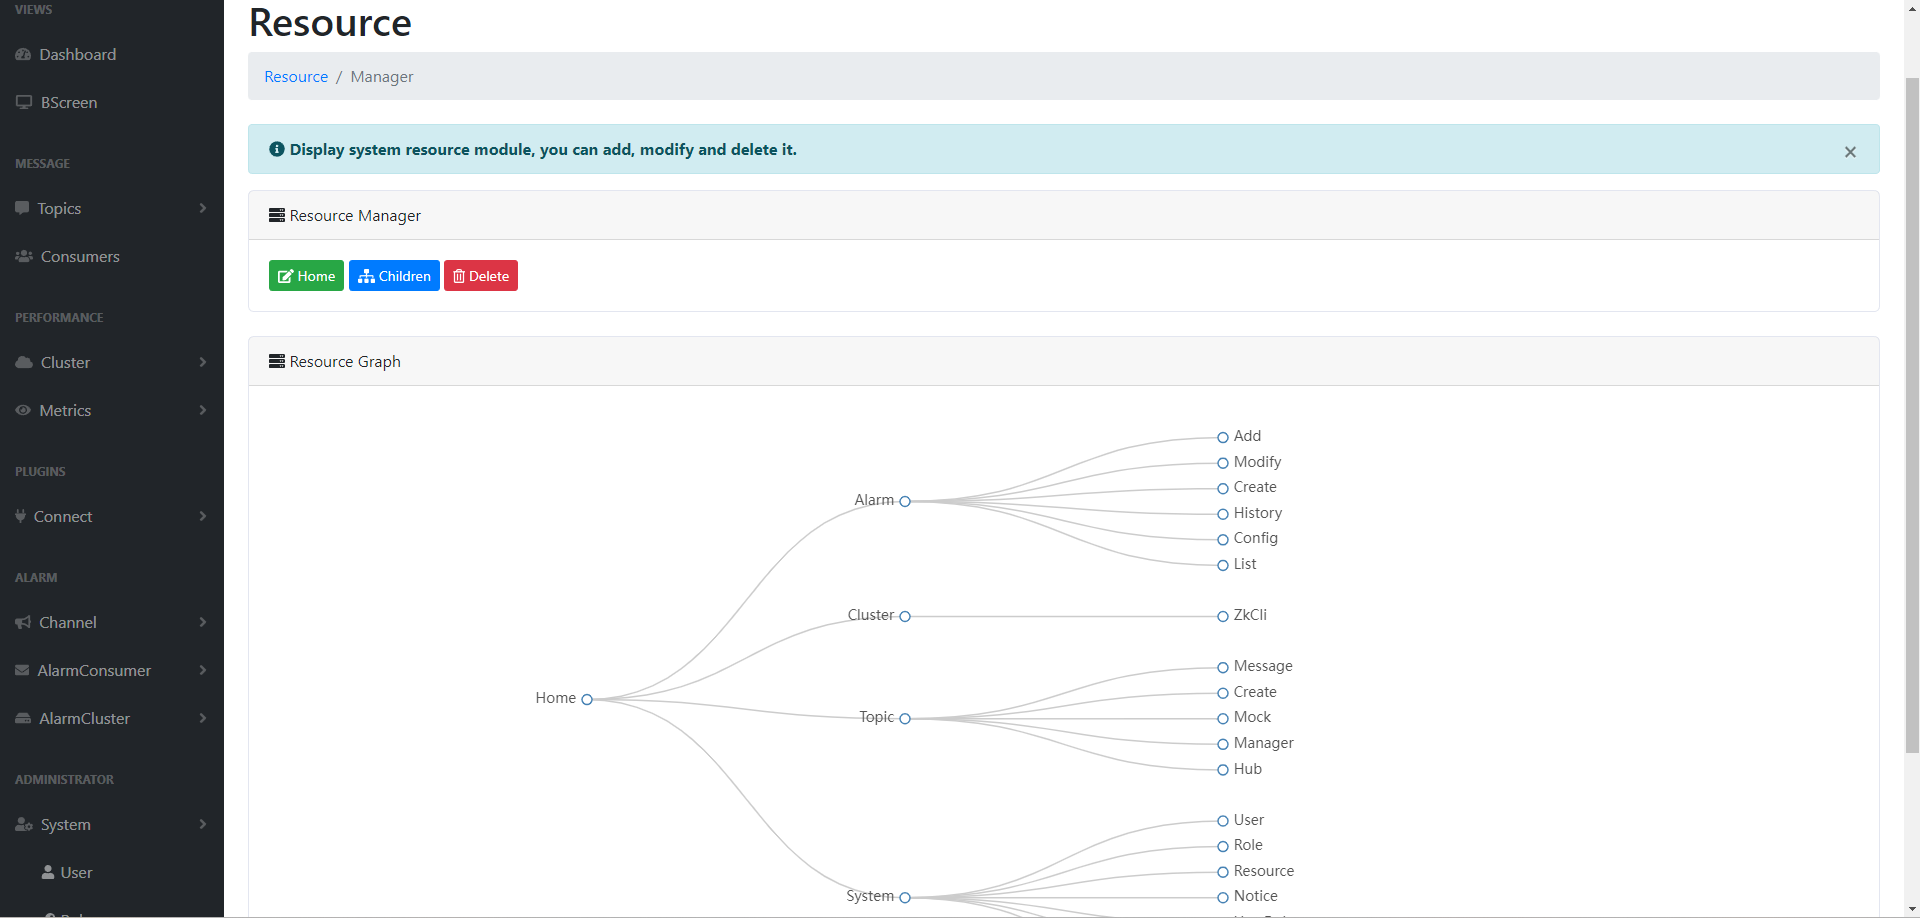 VIEWS
Dashboard
BScreen
MESSAGE
Topics
Consumers
PERFORMANCE
Cluster
Metrics
PLUGINS
Connect
ALARM
Channel
AlarmConsumer
AlarmCluster
ADMINISTRATOR
System
User
Resource
Resource / Manager
Display system resource module, you can add, modify and delete it.
×
Resource Manager
Home Children Delete
Resource Graph
Home
Alarm
Add
Modify
Create
History
Config
List
Cluster
ZkCli
Topic
Message
Create
Mock
Manager
Hub
System
User
Role
Resource
Notice